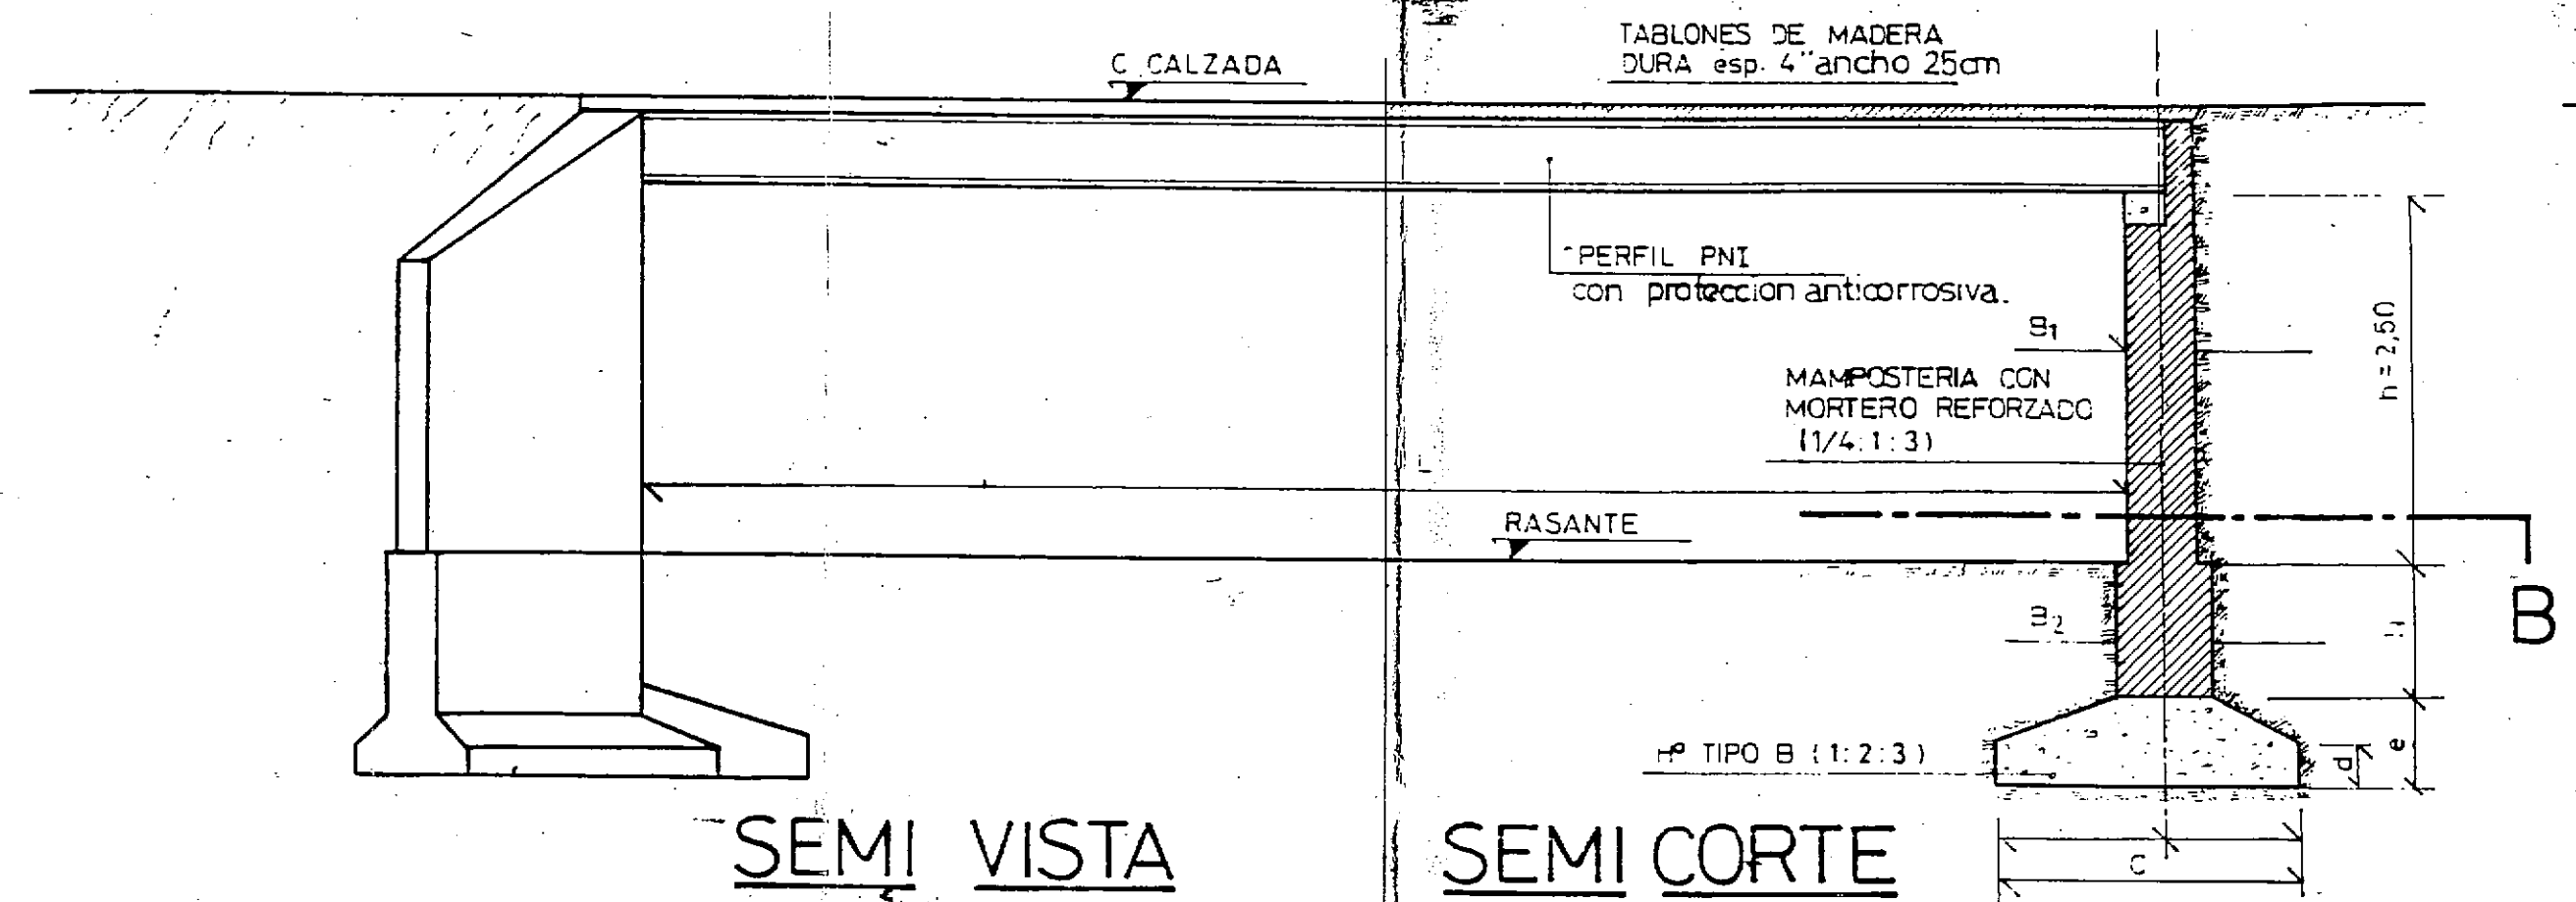 C CALZADA
TABLONES DE MADERA
DURA esp. 4" ancho 25cm
PERFIL PNI
con proteccion anticorrosiva.
B1
h = 2,50
MAMPOSTERIA CON
MORTERO REFORZADO
(1/4:1:3)
L
RASANTE
B
B2
Hº TIPO B (1:2:3)
d
e
C
SEMI VISTA
SEMI CORTE